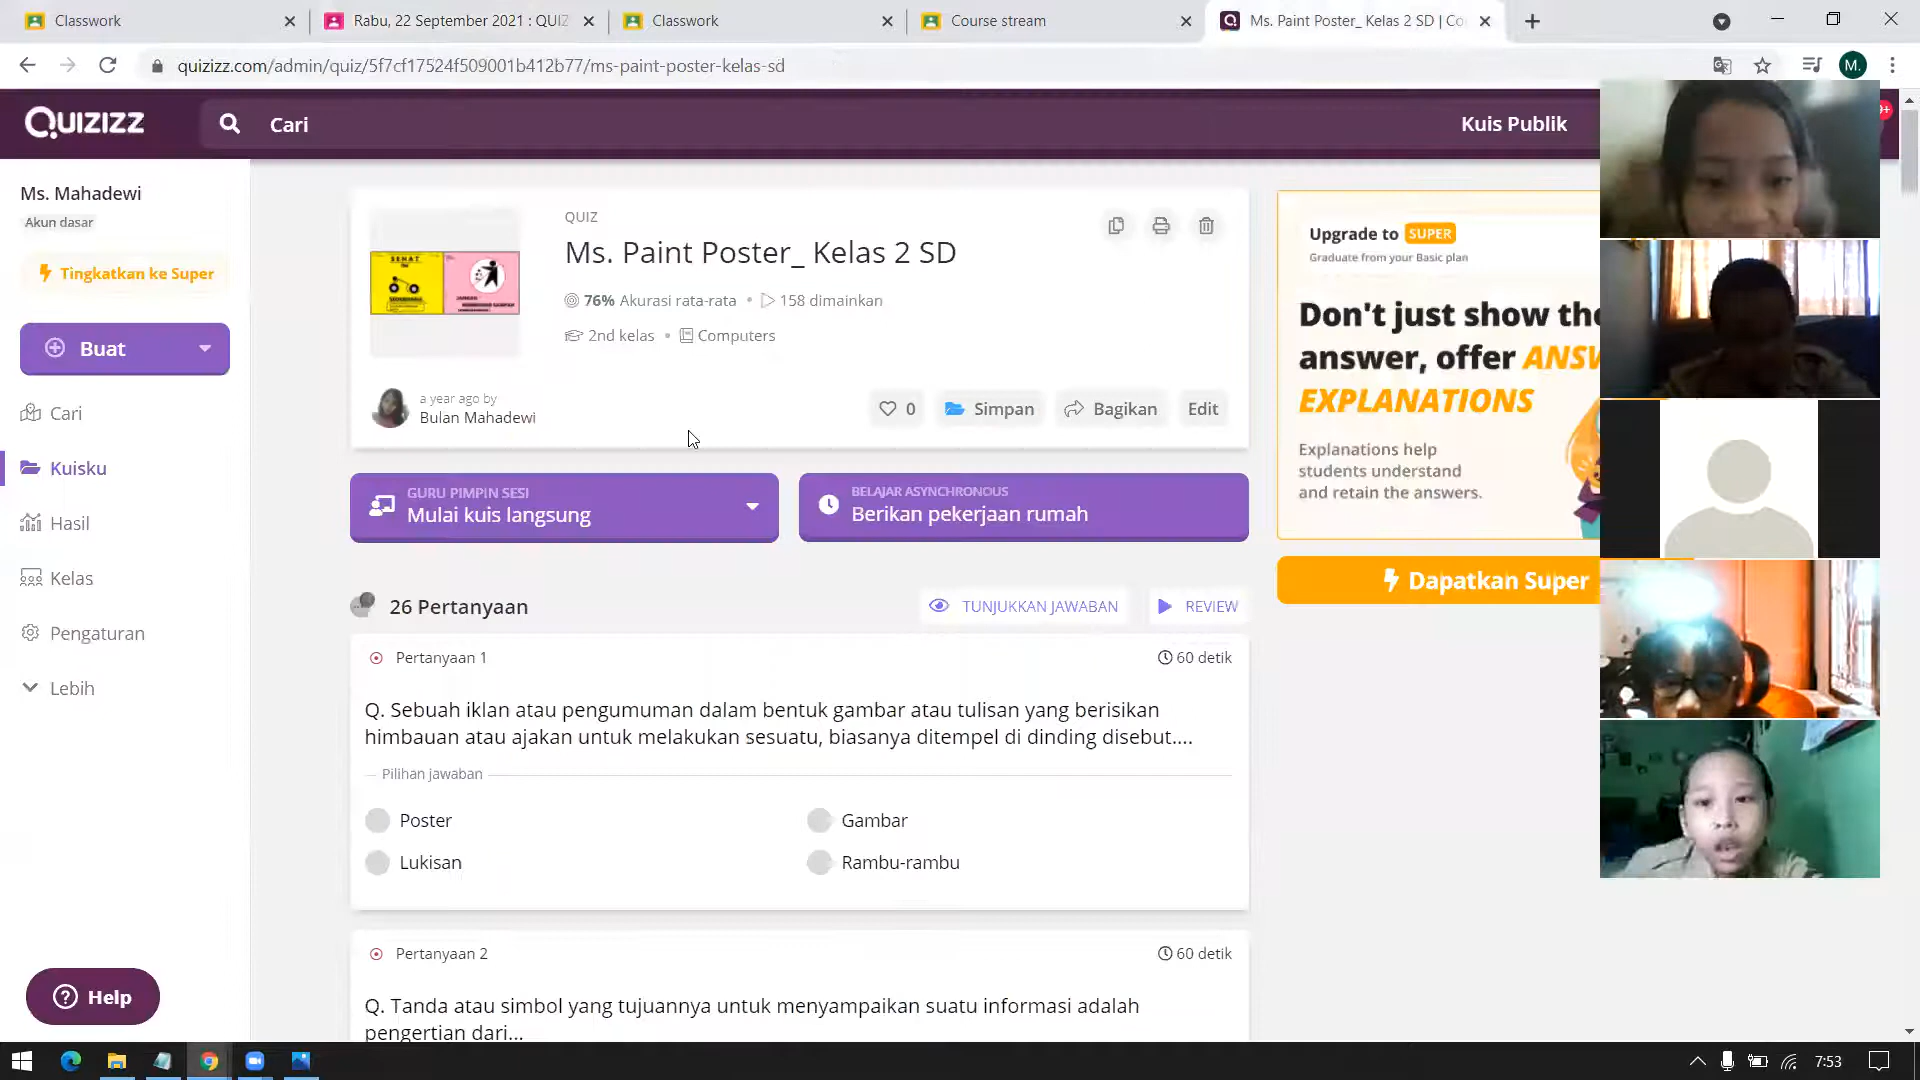 Classwork
Rabu, 22 September 2021 : QUIZ
Classwork
Course stream
Ms. Paint Poster_ Kelas 2 SD | Co
quizizz.com/admin/quiz/5f7cf17524f509001b412b77/ms-paint-poster-kelas-sd
M.
Quizizz
Cari
Kuis Publik
Ms. Mahadewi
Akun dasar
Tingkatkan ke Super
Buat
Cari
Kuisku
Hasil
Kelas
Pengaturan
Lebih
Help
QUIZ
Ms. Paint Poster_ Kelas 2 SD
76% Akurasi rata-rata • 158 dimainkan
2nd kelas • Computers
SEHAT
a year ago by
Bulan Mahadewi
0
Simpan
Bagikan
Edit
GURU PIMPIN SESI
Mulai kuis langsung
BELAJAR ASYNCHRONOUS
Berikan pekerjaan rumah
26 Pertanyaan
TUNJUKKAN JAWABAN
REVIEW
Pertanyaan 1
60 detik
Q. Sebuah iklan atau pengumuman dalam bentuk gambar atau tulisan yang berisikan
himbauan atau ajakan untuk melakukan sesuatu, biasanya ditempel di dinding disebut....
Pilihan jawaban
Poster
Gambar
Lukisan
Rambu-rambu
Pertanyaan 2
60 detik
Q. Tanda atau simbol yang tujuannya untuk menyampaikan suatu informasi adalah
pengertian dari...
Upgrade to SUPER
Graduate from your Basic plan
Don't just show the
answer, offer ANSW
EXPLANATIONS
Explanations help
students understand
and retain the answers.
Dapatkan Super
7:53